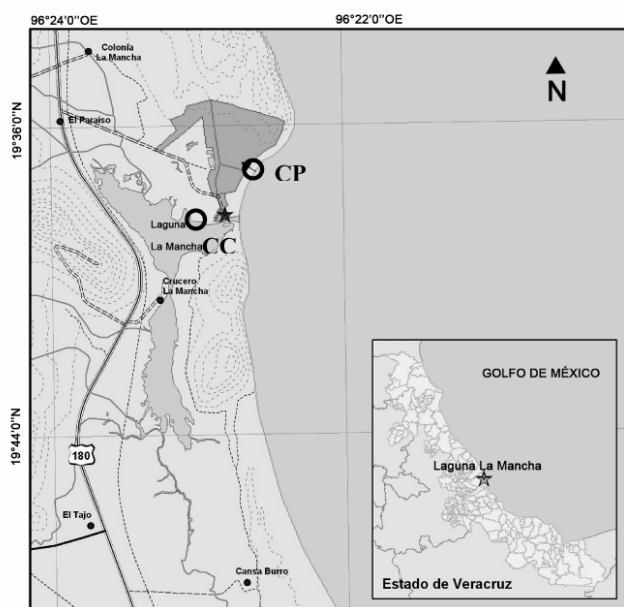 96°24'0''OE
96°22'0''OE
19°36'0''N
19°44'0''N
Colonía
La Mancha
El Paraiso
N
CP
Laguna
La Mancha
CC
Crucero
La Mancha
180
El Tajo
Cansa Burro
GOLFO DE MÉXICO
Laguna La Mancha
Estado de Veracruz